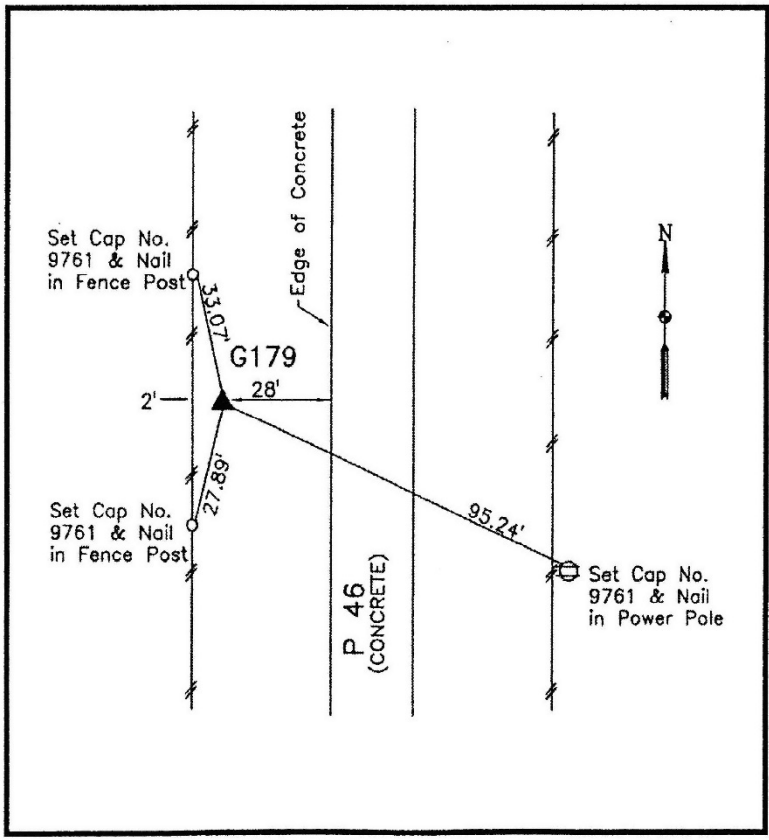 Edge of Concrete
N
Set Cap No.
9761 & Nail
in Fence Post
33.07'
G179
2'
28'
27.89'
Set Cap No.
9761 & Nail
in Fence Post
95.24'
Set Cap No.
9761 & Nail
in Power Pole
P 46
(CONCRETE)